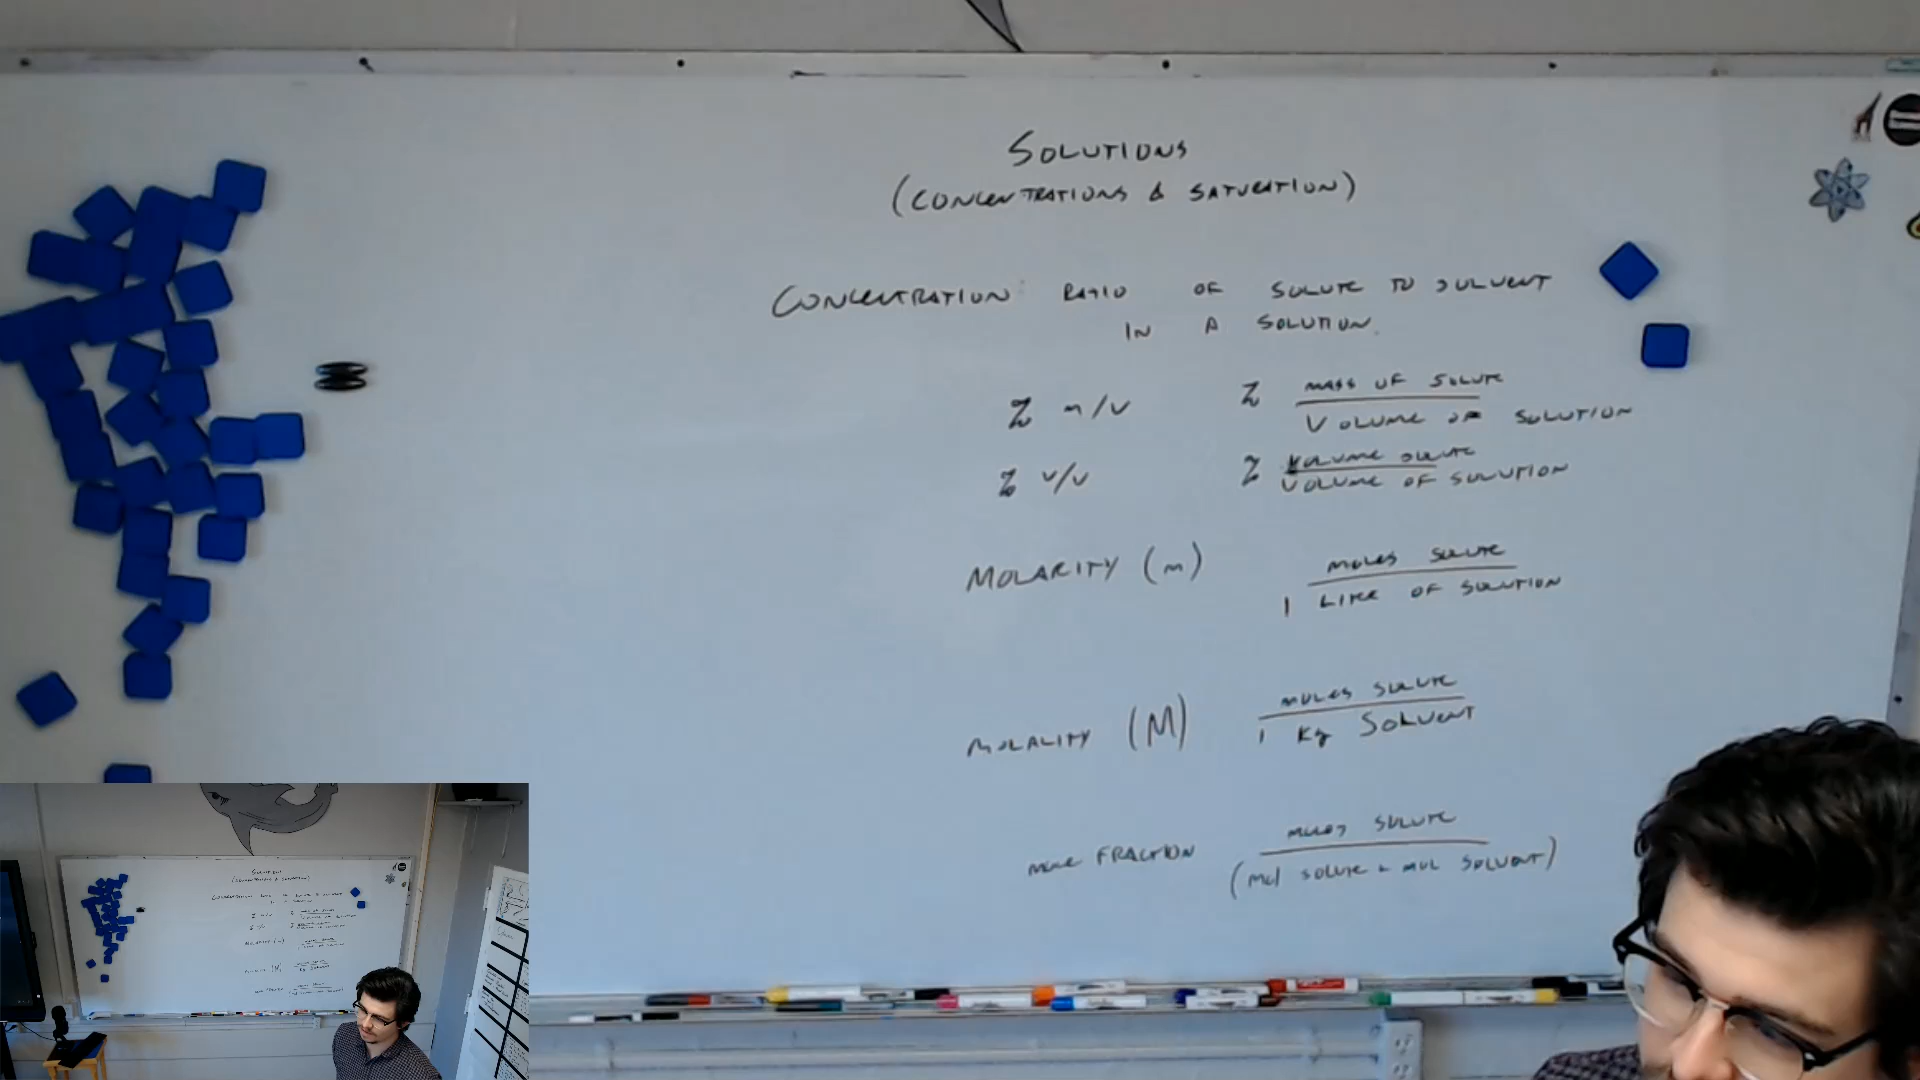 SOLUTIONS
(CONCENTRATIONS & SATURATION)
CONCENTRATION: RATIO OF SOLUTE TO SOLVENT
IN A SOLUTION.
% m/v % MASS OF SOLUTE
VOLUME OF SOLUTION
% v/v % VOLUME SOLUTE
VOLUME OF SOLUTION
MOLARITY (m) MOLES SOLUTE
1 LITER OF SOLUTION
MOLALITY (M) MOLES SOLUTE
1 Kg SOLVENT
MOLE FRACTION MOLES SOLUTE
(mol SOLUTE + MOL SOLVENT)